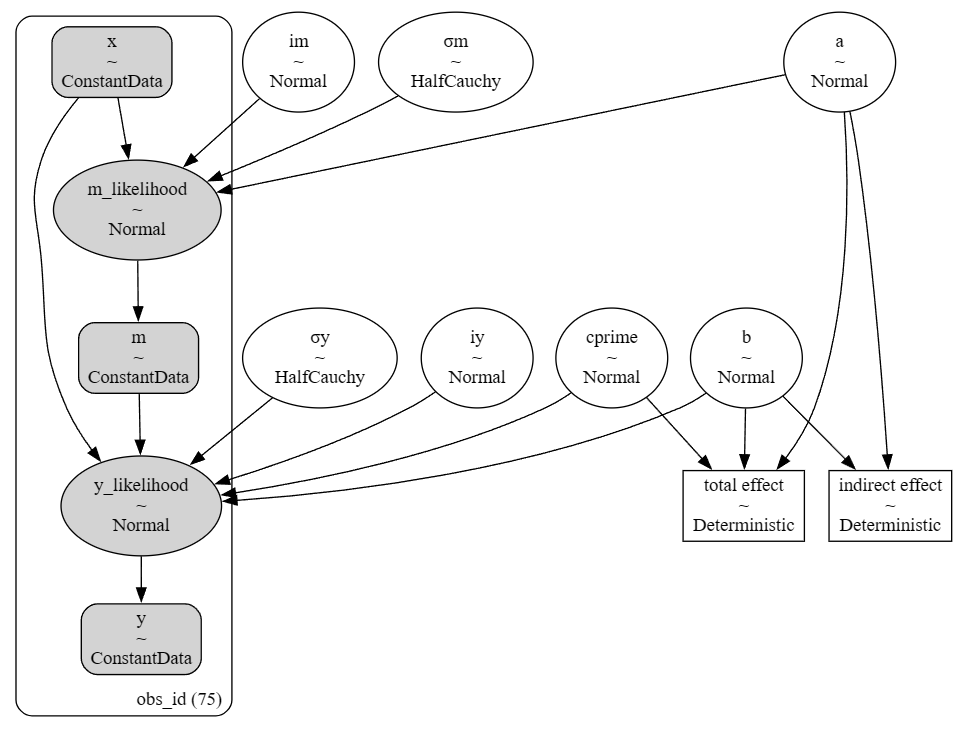 x
~
ConstantData
im
~
Normal
σm
~
HalfCauchy
a
~
Normal
m_likelihood
~
Normal
m
~
ConstantData
σy
~
HalfCauchy
iy
~
Normal
cprime
~
Normal
b
~
Normal
y_likelihood
~
Normal
total effect
~
Deterministic
indirect effect
~
Deterministic
y
~
ConstantData
obs_id (75)